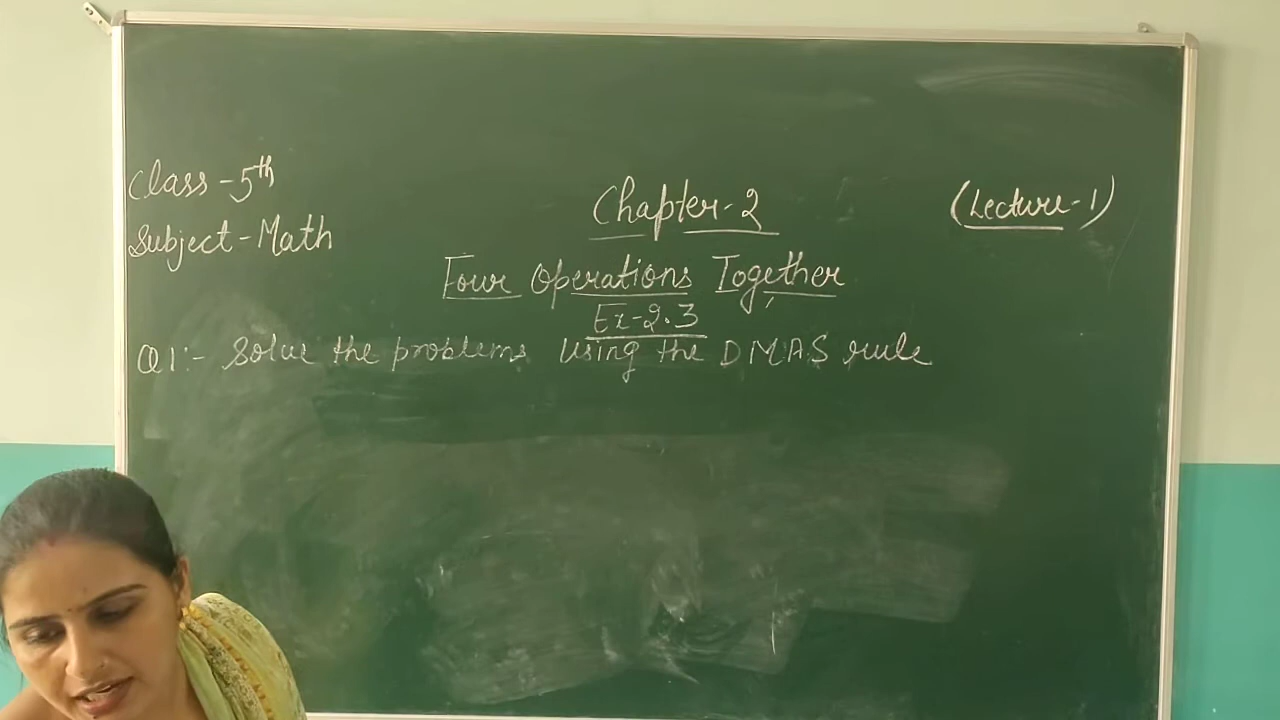 Class - 5th
Subject - Math
Chapter - 2
(Lecture - 1)
Four Operations Together
Ex - 2.3
Q1:- Solve the problems using the DMAS rule